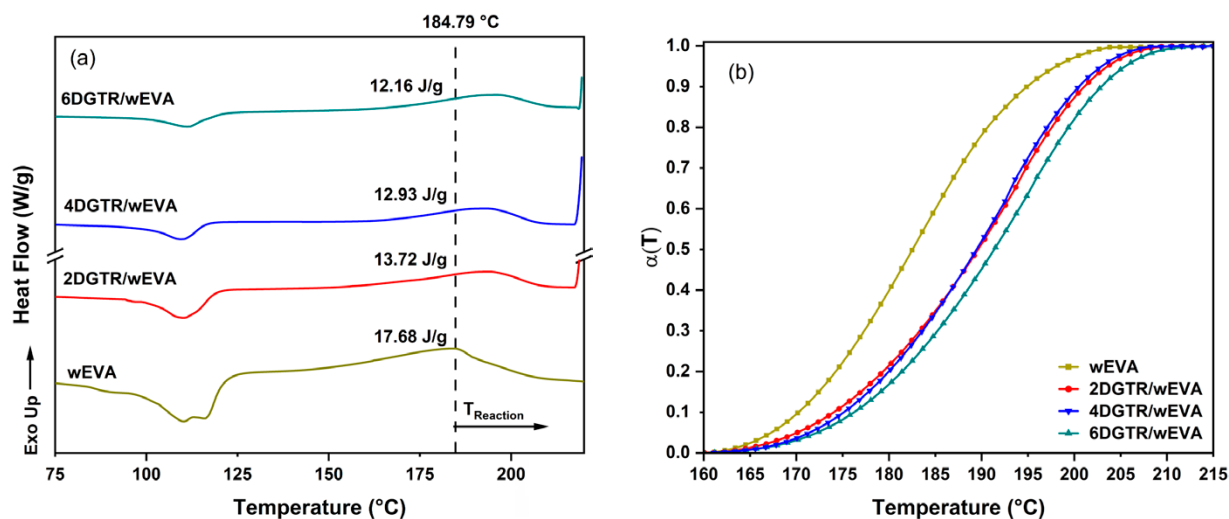 184.79 °C
(a)
6DGTR/wEVA
12.16 J/g
4DGTR/wEVA
12.93 J/g
2DGTR/wEVA
13.72 J/g
wEVA
17.68 J/g
T Reaction
Exo Up
Heat Flow (W/g)
75 100 125 150 175 200
Temperature (°C)
(b)
1.0
0.9
0.8
0.7
0.6
0.5
0.4
0.3
0.2
0.1
0.0
α(T)
wEVA
2DGTR/wEVA
4DGTR/wEVA
6DGTR/wEVA
160 165 170 175 180 185 190 195 200 205 210 215
Temperature (°C)